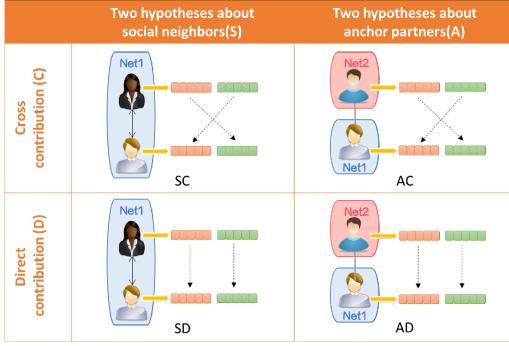 Two hypotheses about
social neighbors(S)
Two hypotheses about
anchor partners(A)
Cross
contribution (C)
Net1
SC
Net2
Net1
AC
Direct
contribution (D)
Net1
SD
Net2
Net1
AD